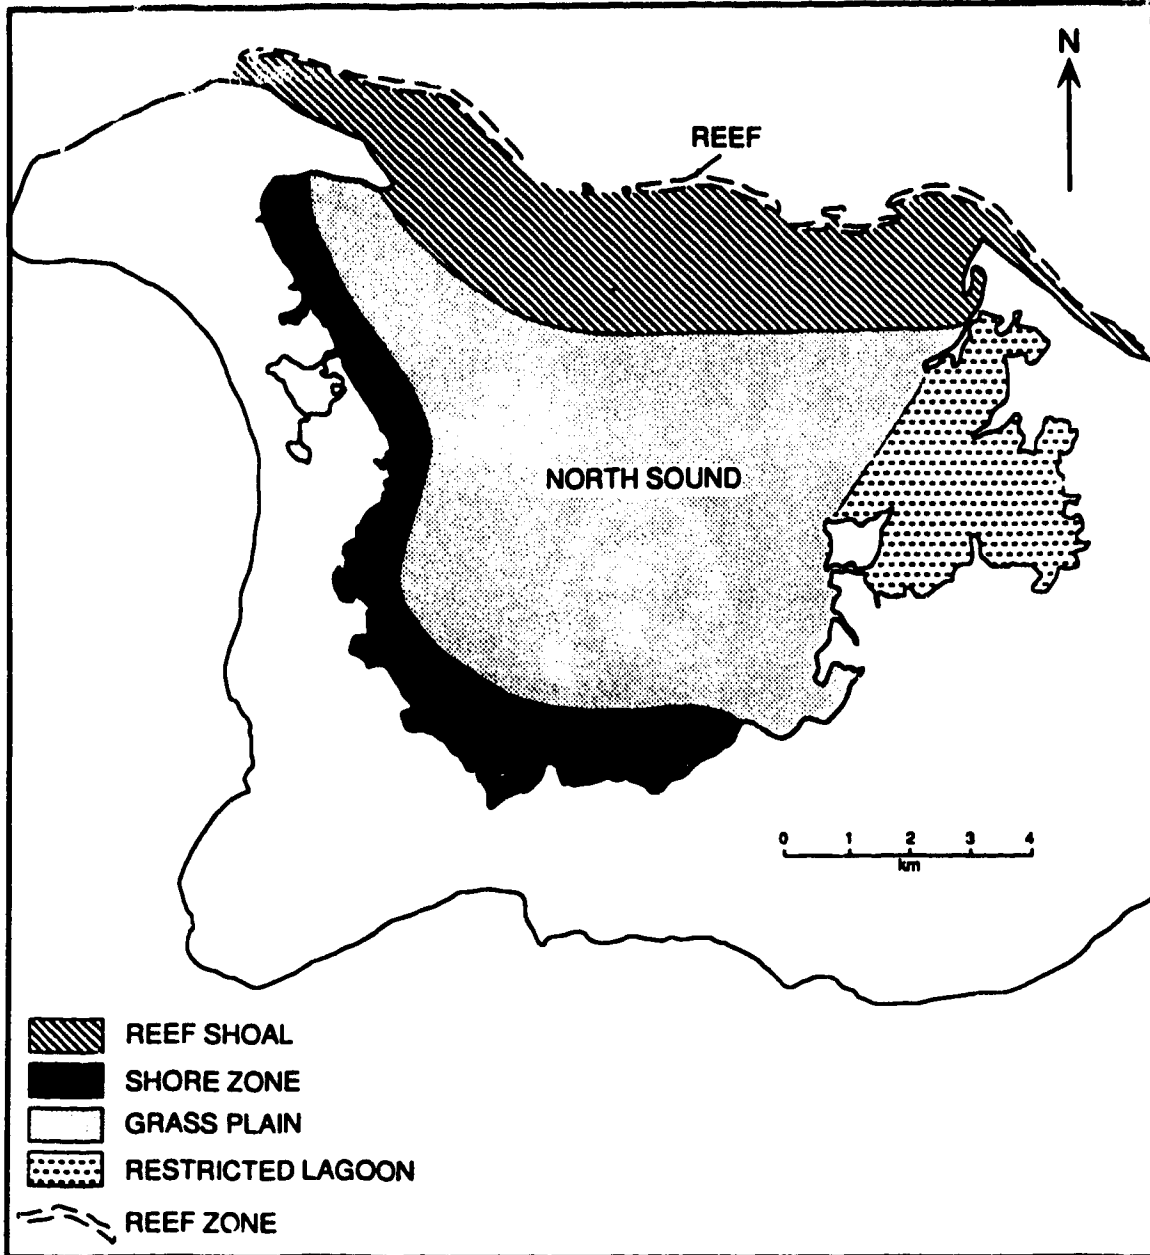 N
REEF
NORTH SOUND
0 1 2 3 4
km
REEF SHOAL
SHORE ZONE
GRASS PLAIN
RESTRICTED LAGOON
REEF ZONE